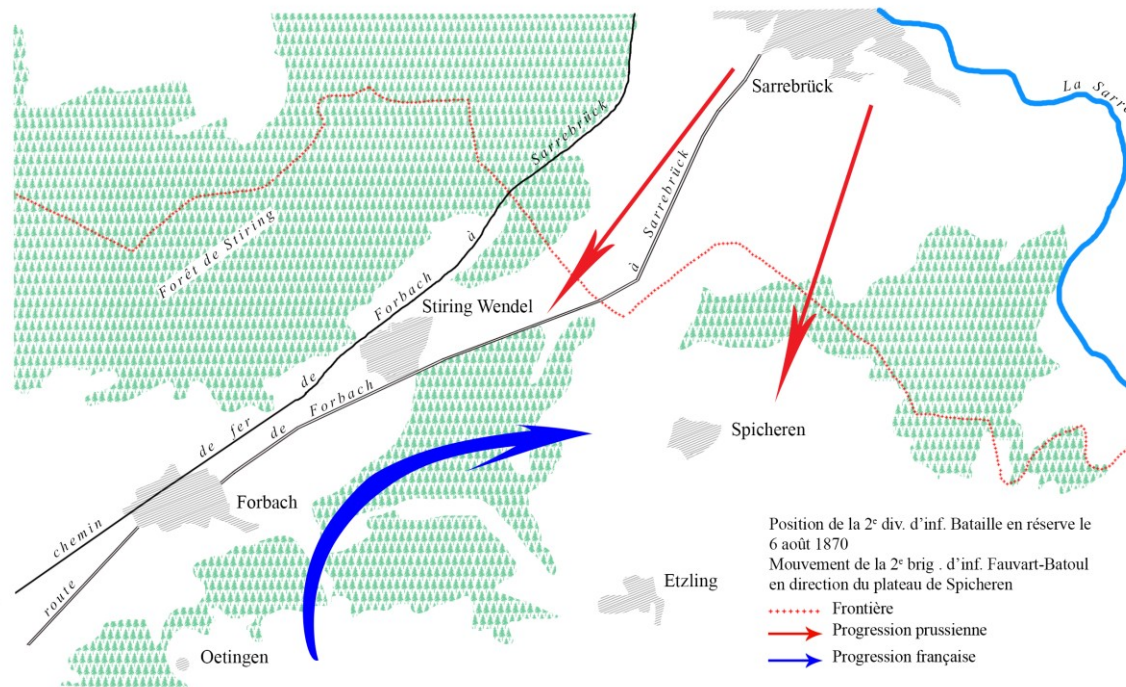 Sarrebrück
La Sarre
chemin de fer de Forbach à Sarrebrück
Forêt de Stiring
Stiring Wendel
route de Forbach à Sarrebrück
Spicheren
Forbach
Etzling
Oetingen
Position de la 2e div. d'inf. Bataille en réserve le
6 août 1870
Mouvement de la 2e brig . d'inf. Fauvart-Batoul
en direction du plateau de Spicheren
Frontière
Progression prussienne
Progression française